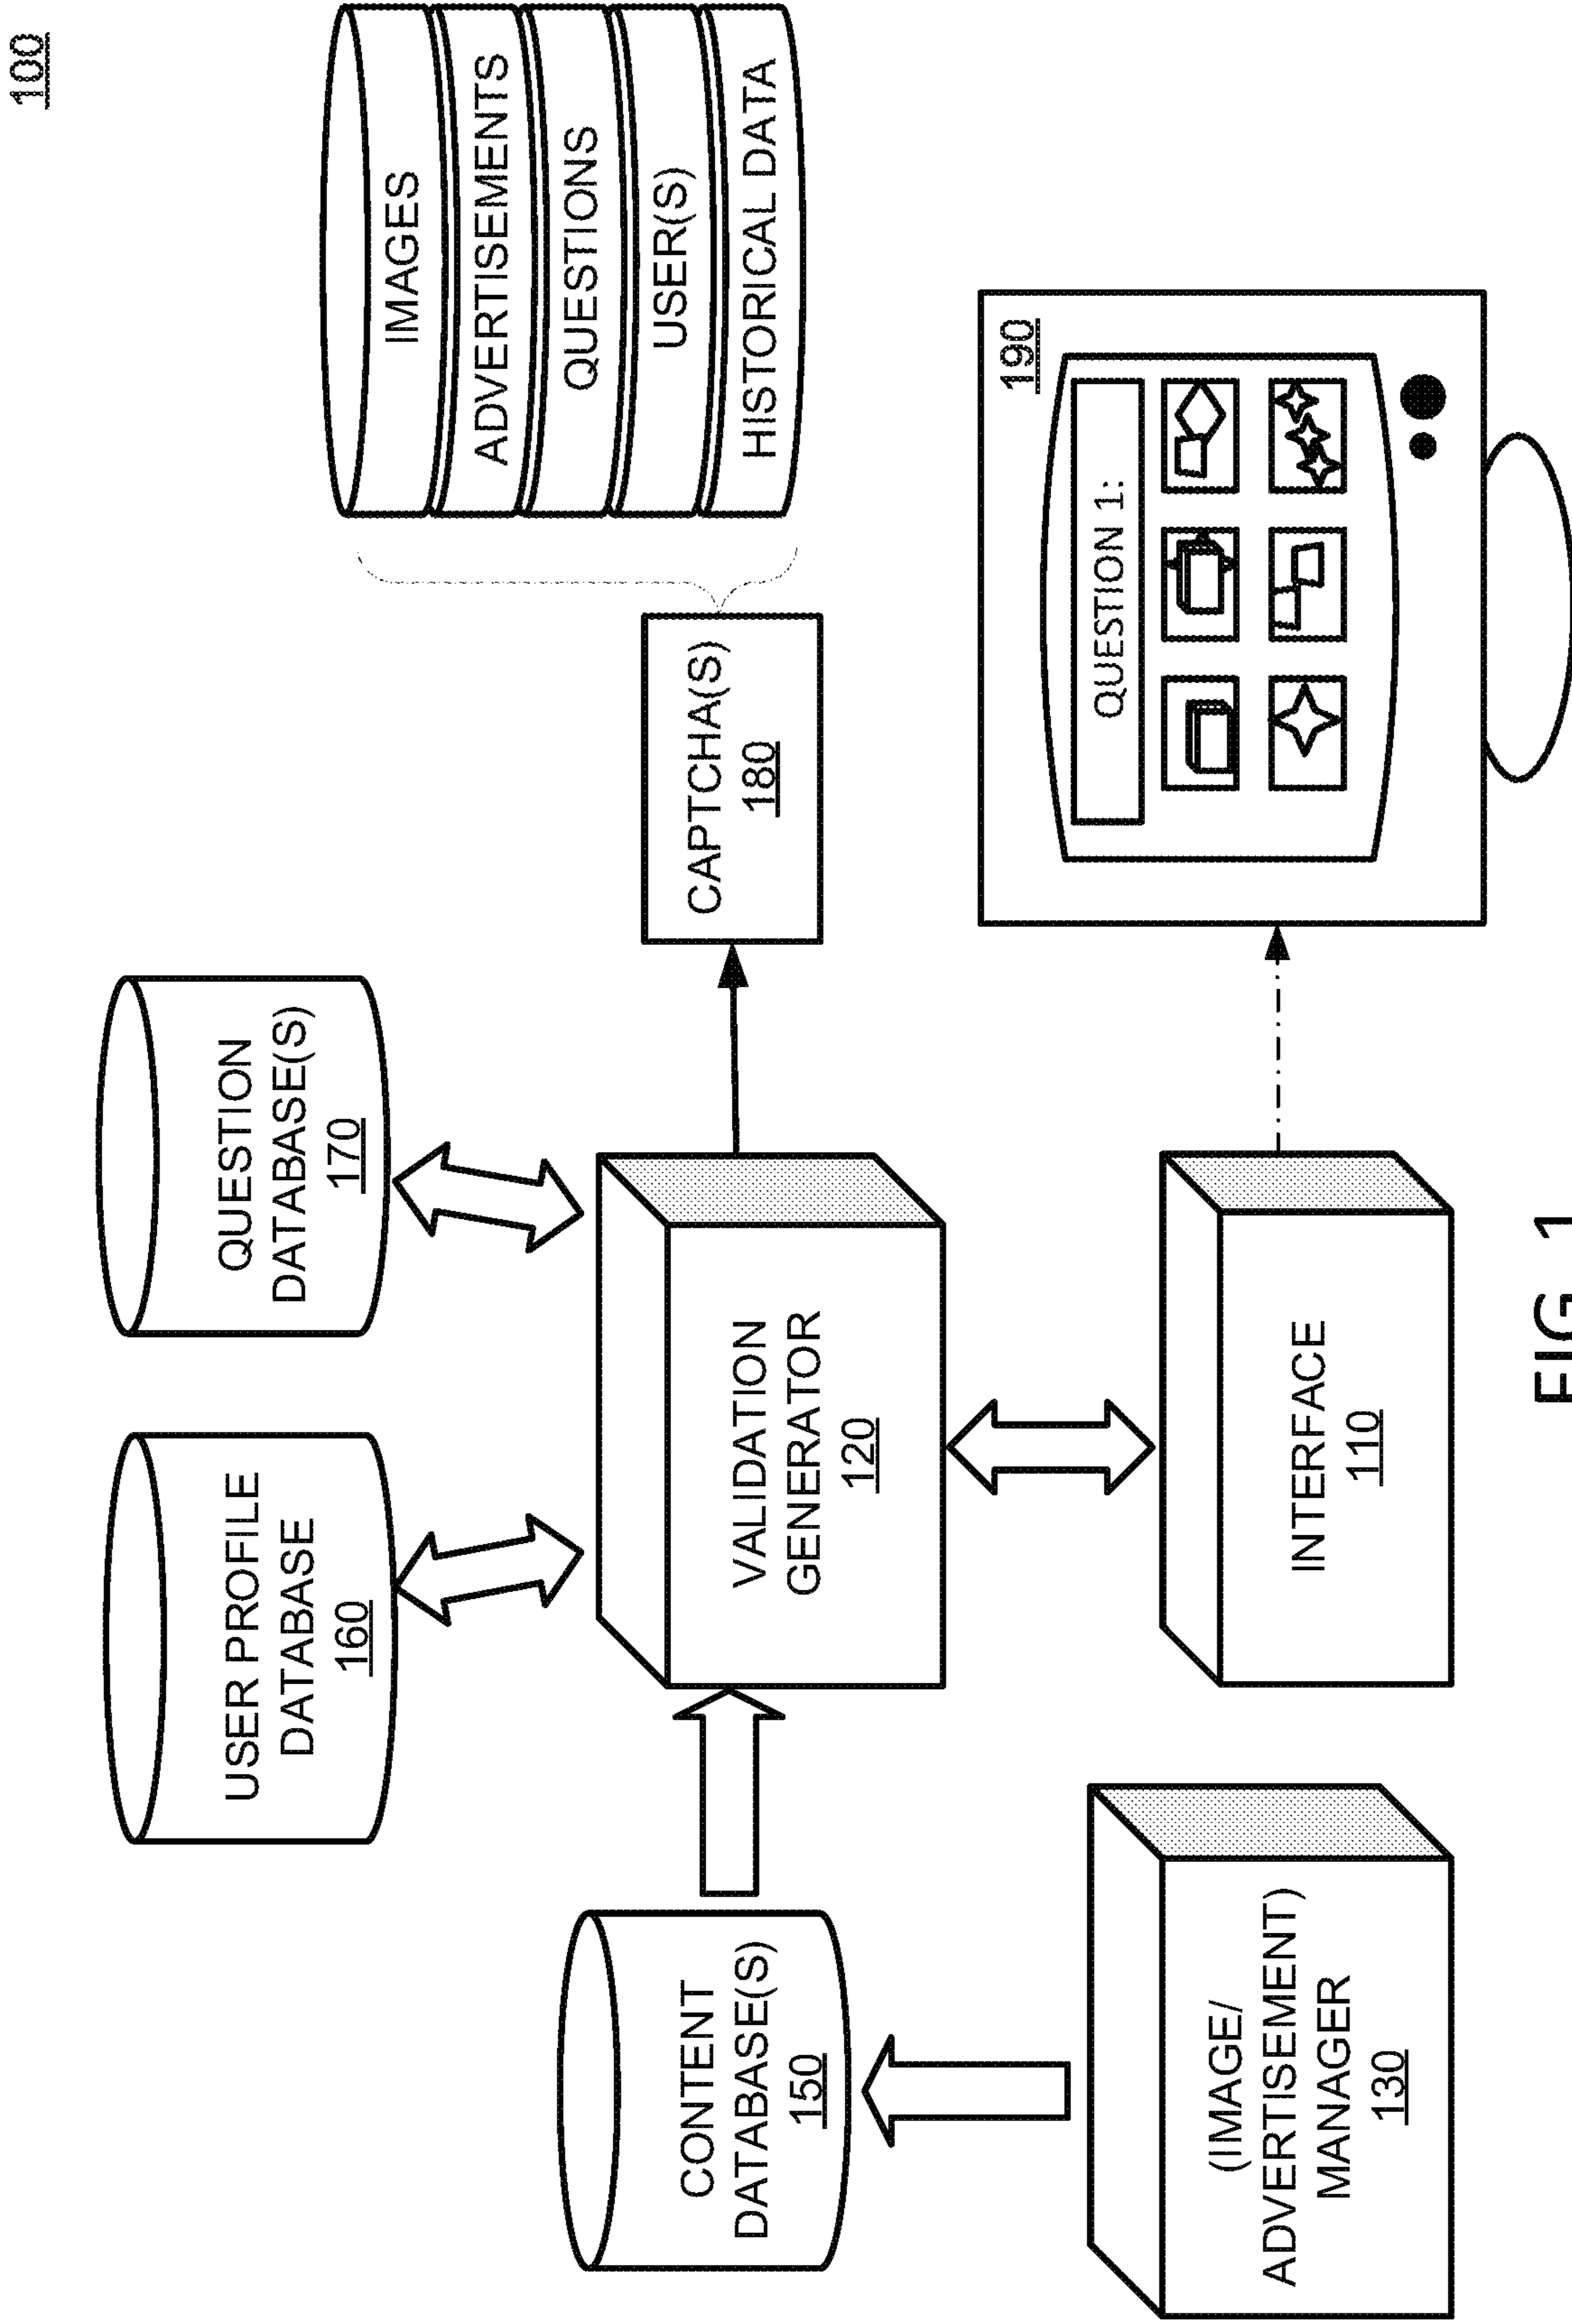 100
USER PROFILE
DATABASE
160
QUESTION
DATABASE(S)
170
IMAGES
ADVERTISEMENTS
QUESTIONS
USER(S)
HISTORICAL DATA
CONTENT
DATABASE(S)
150
VALIDATION
GENERATOR
120
CAPTCHA(S)
180
(IMAGE/
ADVERTISEMENT)
MANAGER
130
INTERFACE
110
190
QUESTION 1:
FIG. 1